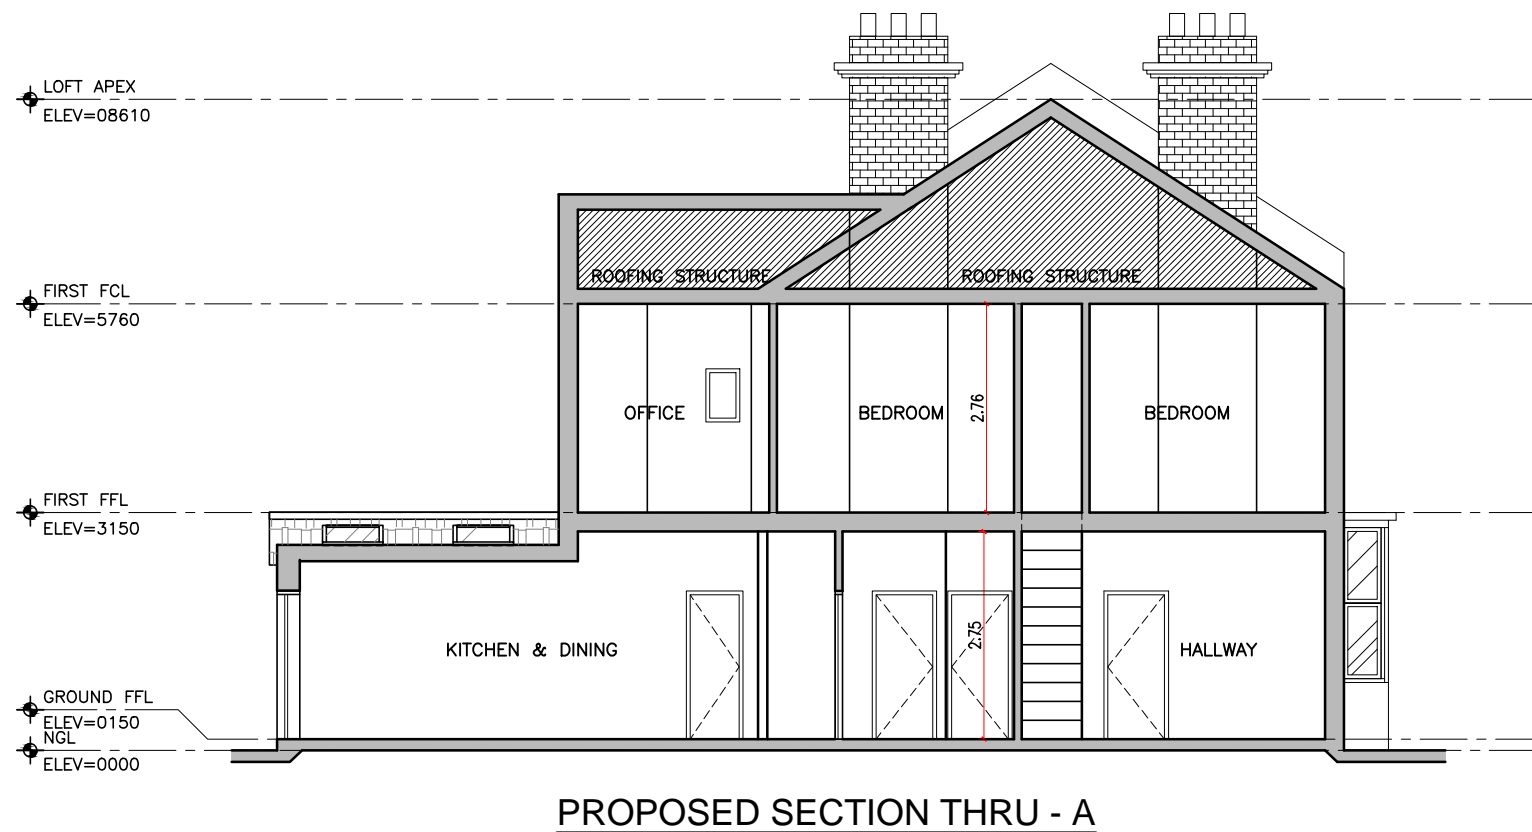 LOFT APEX
ELEV=08610
ROOFING STRUCTURE
ROOFING STRUCTURE
FIRST FCL
ELEV=5760
OFFICE
BEDROOM
2.76
BEDROOM
FIRST FFL
ELEV=3150
KITCHEN & DINING
2.75
HALLWAY
GROUND FFL
ELEV=0150
NGL
ELEV=0000
PROPOSED SECTION THRU - A